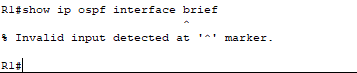 R1#show ip ospf interface brief
                        ^
% Invalid input detected at '^' marker.
R1#